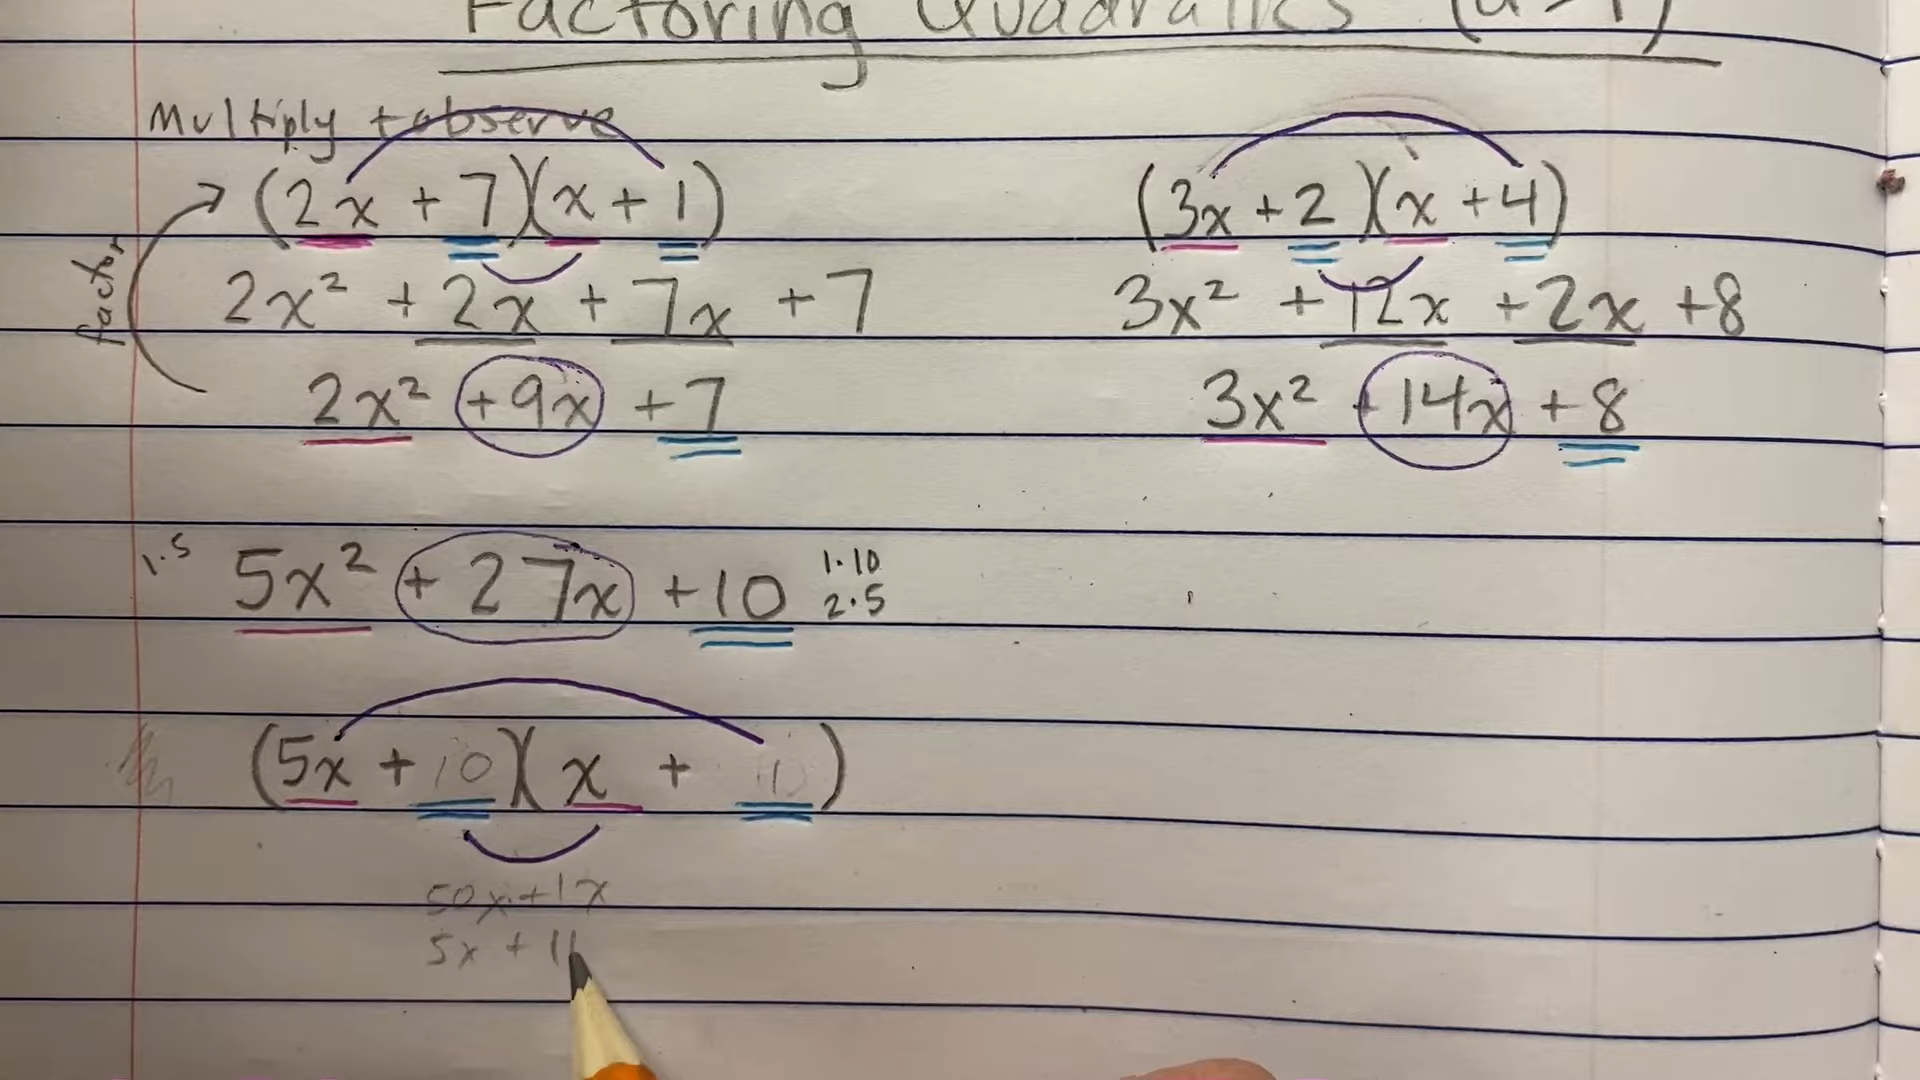 Factoring Quadratics (a>1)
Multiply + observe
(2x + 7)(x + 1)
2x² + 2x + 7x + 7
2x² + 9x + 7
factor
(3x + 2)(x + 4)
3x² + 12x + 2x + 8
3x² + 14x + 8
1·5
5x² + 27x + 10
1·10
2·5
(5x + 10)(x + 1)
50x + 1x
5x + 1